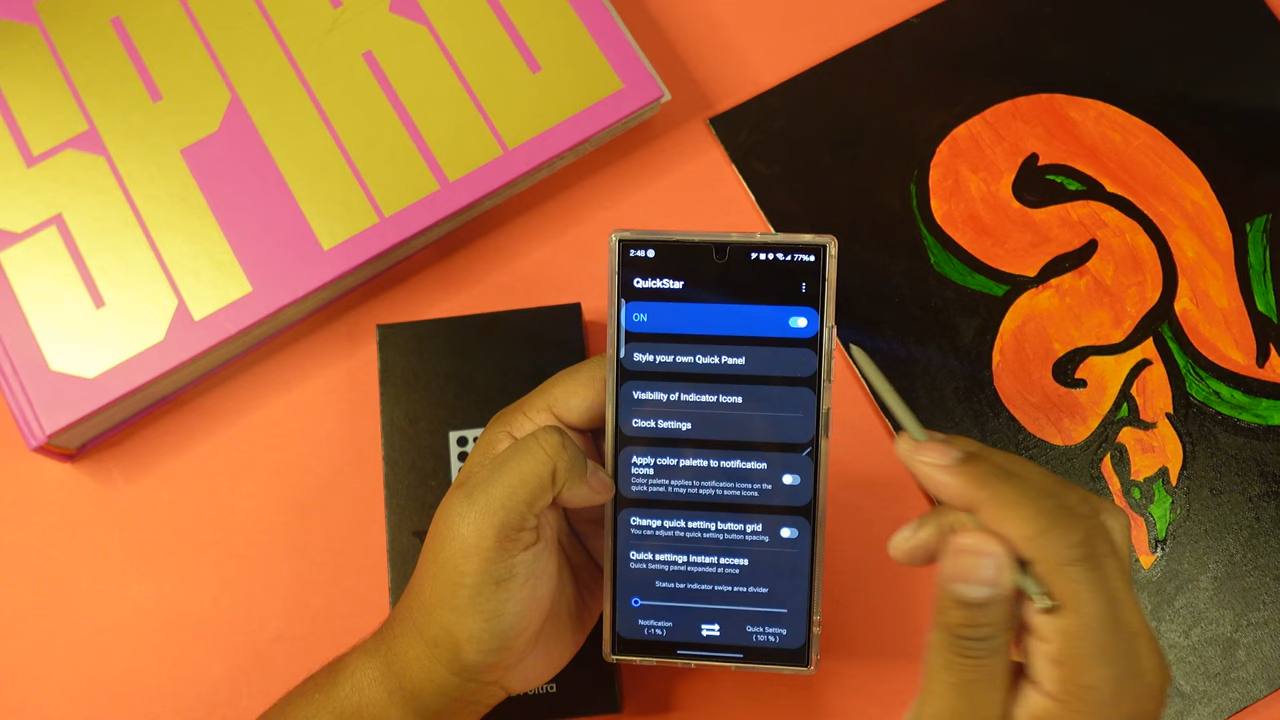 SPIRO
2:48
77%
QuickStar
ON
Style your own Quick Panel
Visibility of Indicator Icons
Clock Settings
Apply color palette to notification
icons
Color palette applies to notification icons on the
quick panel. It may not apply to some icons.
Change quick setting button grid
You can adjust the quick setting button spacing.
Quick settings instant access
Quick Setting panel expanded at once
Status bar indicator swipe area divider
Notification
( -1 % )
Quick Setting
( 101 % )
Ultra